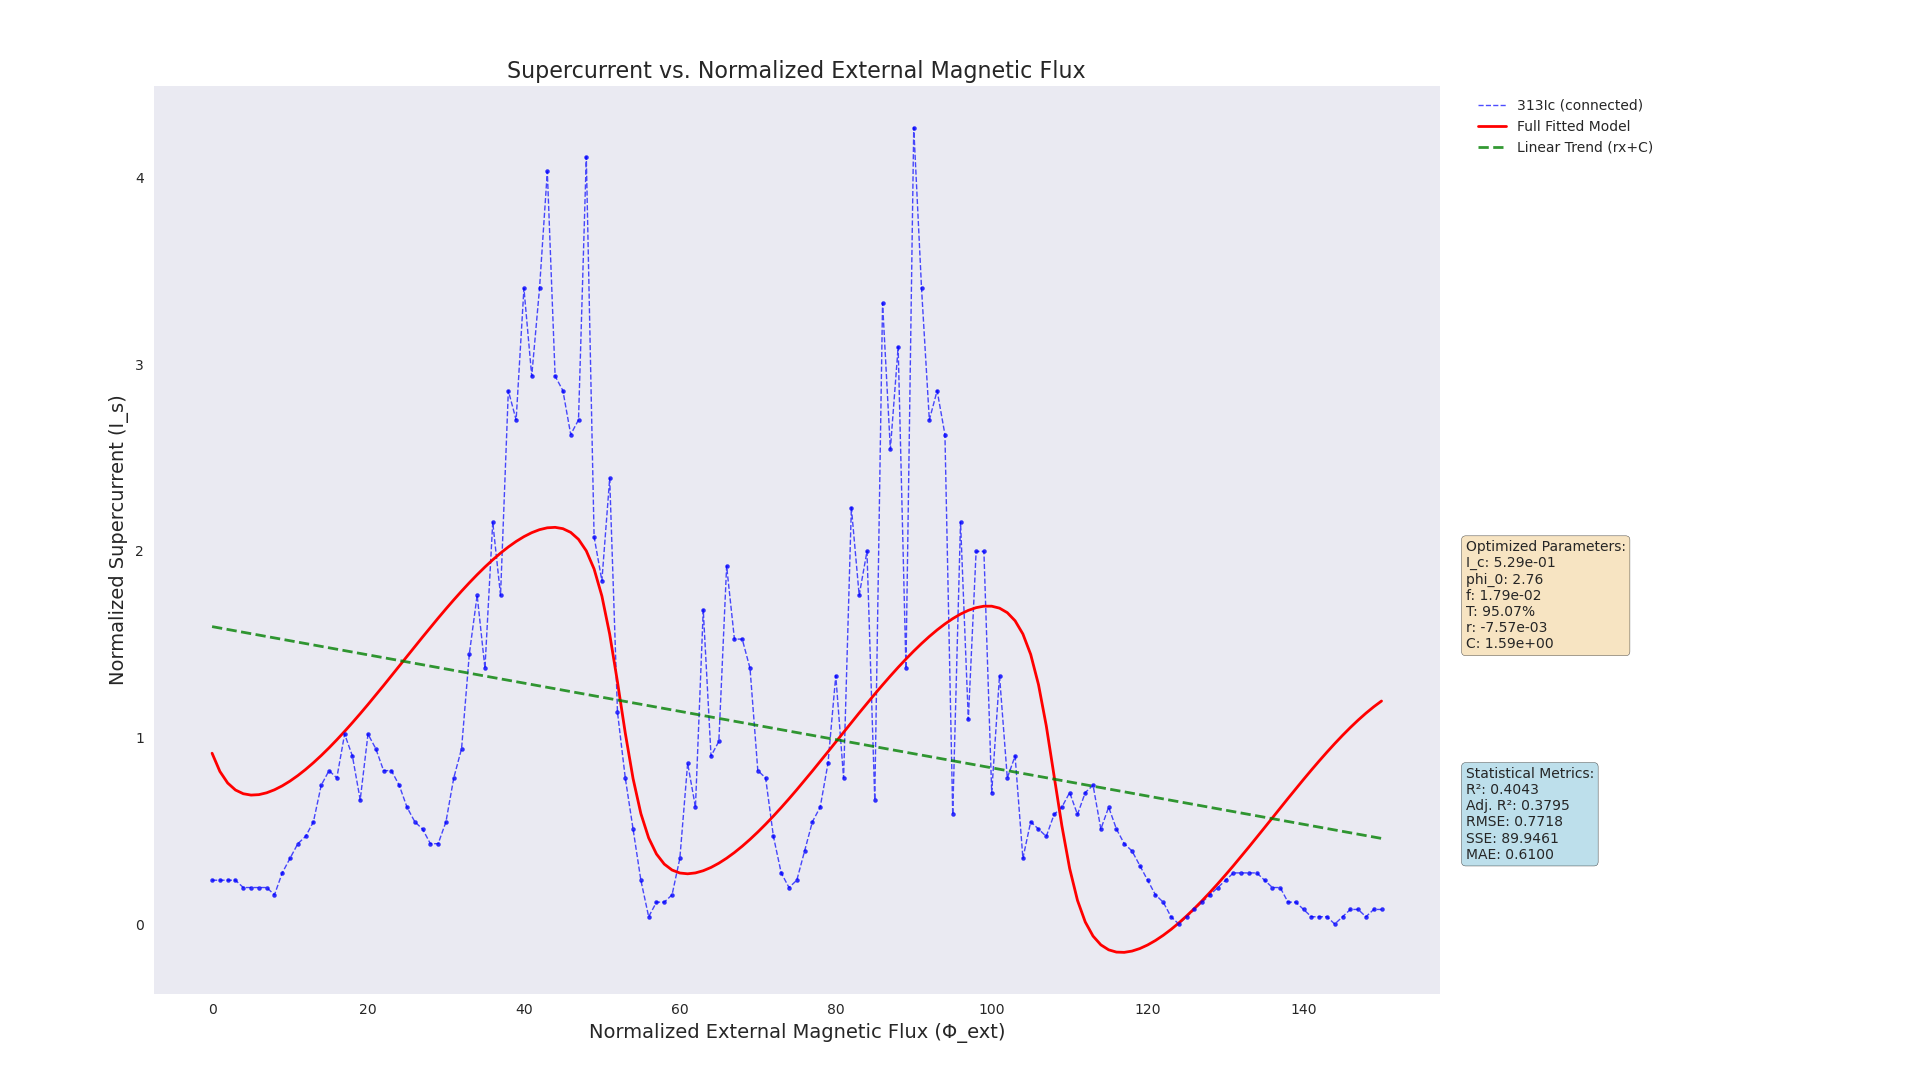 Supercurrent vs. Normalized External Magnetic Flux
313Ic (connected)
Full Fitted Model
Linear Trend (rx+C)
4
3
2
1
0
Normalized Supercurrent (I_s)
0 20 40 60 80 100 120 140
Normalized External Magnetic Flux (Φ_ext)
Optimized Parameters:
I_c: 5.29e-01
phi_0: 2.76
f: 1.79e-02
T: 95.07%
r: -7.57e-03
C: 1.59e+00
Statistical Metrics:
R²: 0.4043
Adj. R²: 0.3795
RMSE: 0.7718
SSE: 89.9461
MAE: 0.6100